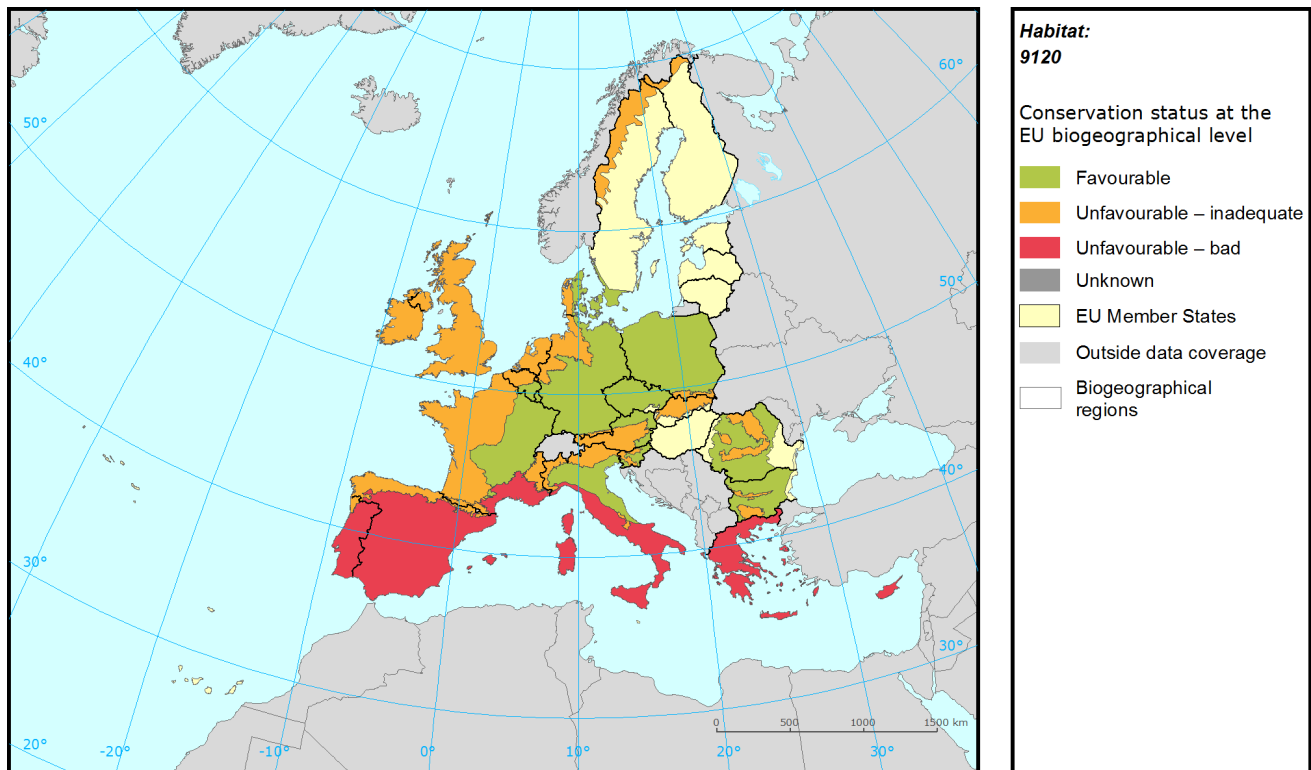 60°
50°
50°
40°
40°
30°
30°
0 500 1000 1500 km
20° -20° -10° 0° 10° 20° 30°
Habitat:
9120
Conservation status at the
EU biogeographical level
Favourable
Unfavourable – inadequate
Unfavourable – bad
Unknown
EU Member States
Outside data coverage
Biogeographical
regions